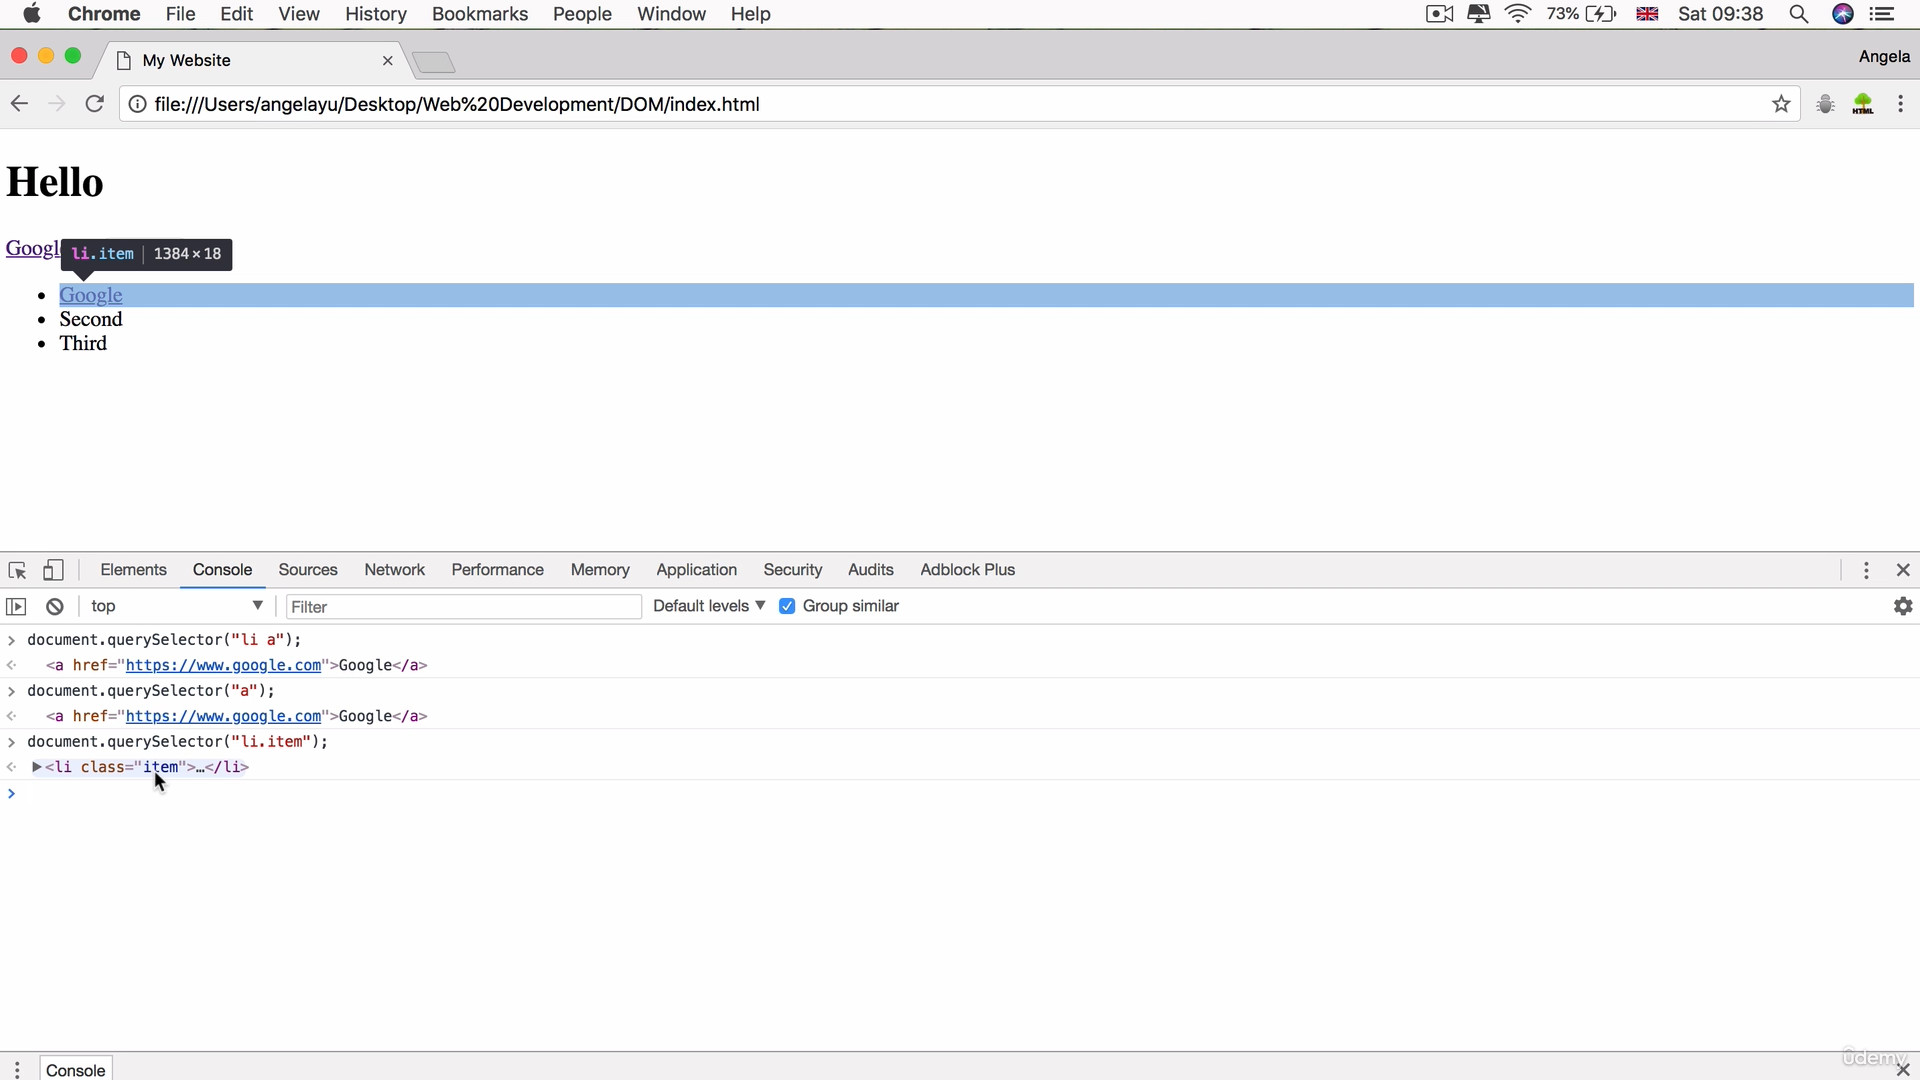 Chrome File Edit View History Bookmarks People Window Help 73% Sat 09:38
My Website Angela
file:///Users/angelayu/Desktop/Web%20Development/DOM/index.html HTML
Hello
Googl
li.item 1384×18
Google
Second
Third
Elements Console Sources Network Performance Memory Application Security Audits Adblock Plus
top Filter Default levels Group similar
document.querySelector("li a");
<a href="https://www.google.com">Google</a>
document.querySelector("a");
<a href="https://www.google.com">Google</a>
document.querySelector("li.item");
<li class="item">…</li>
Console
ûdemy